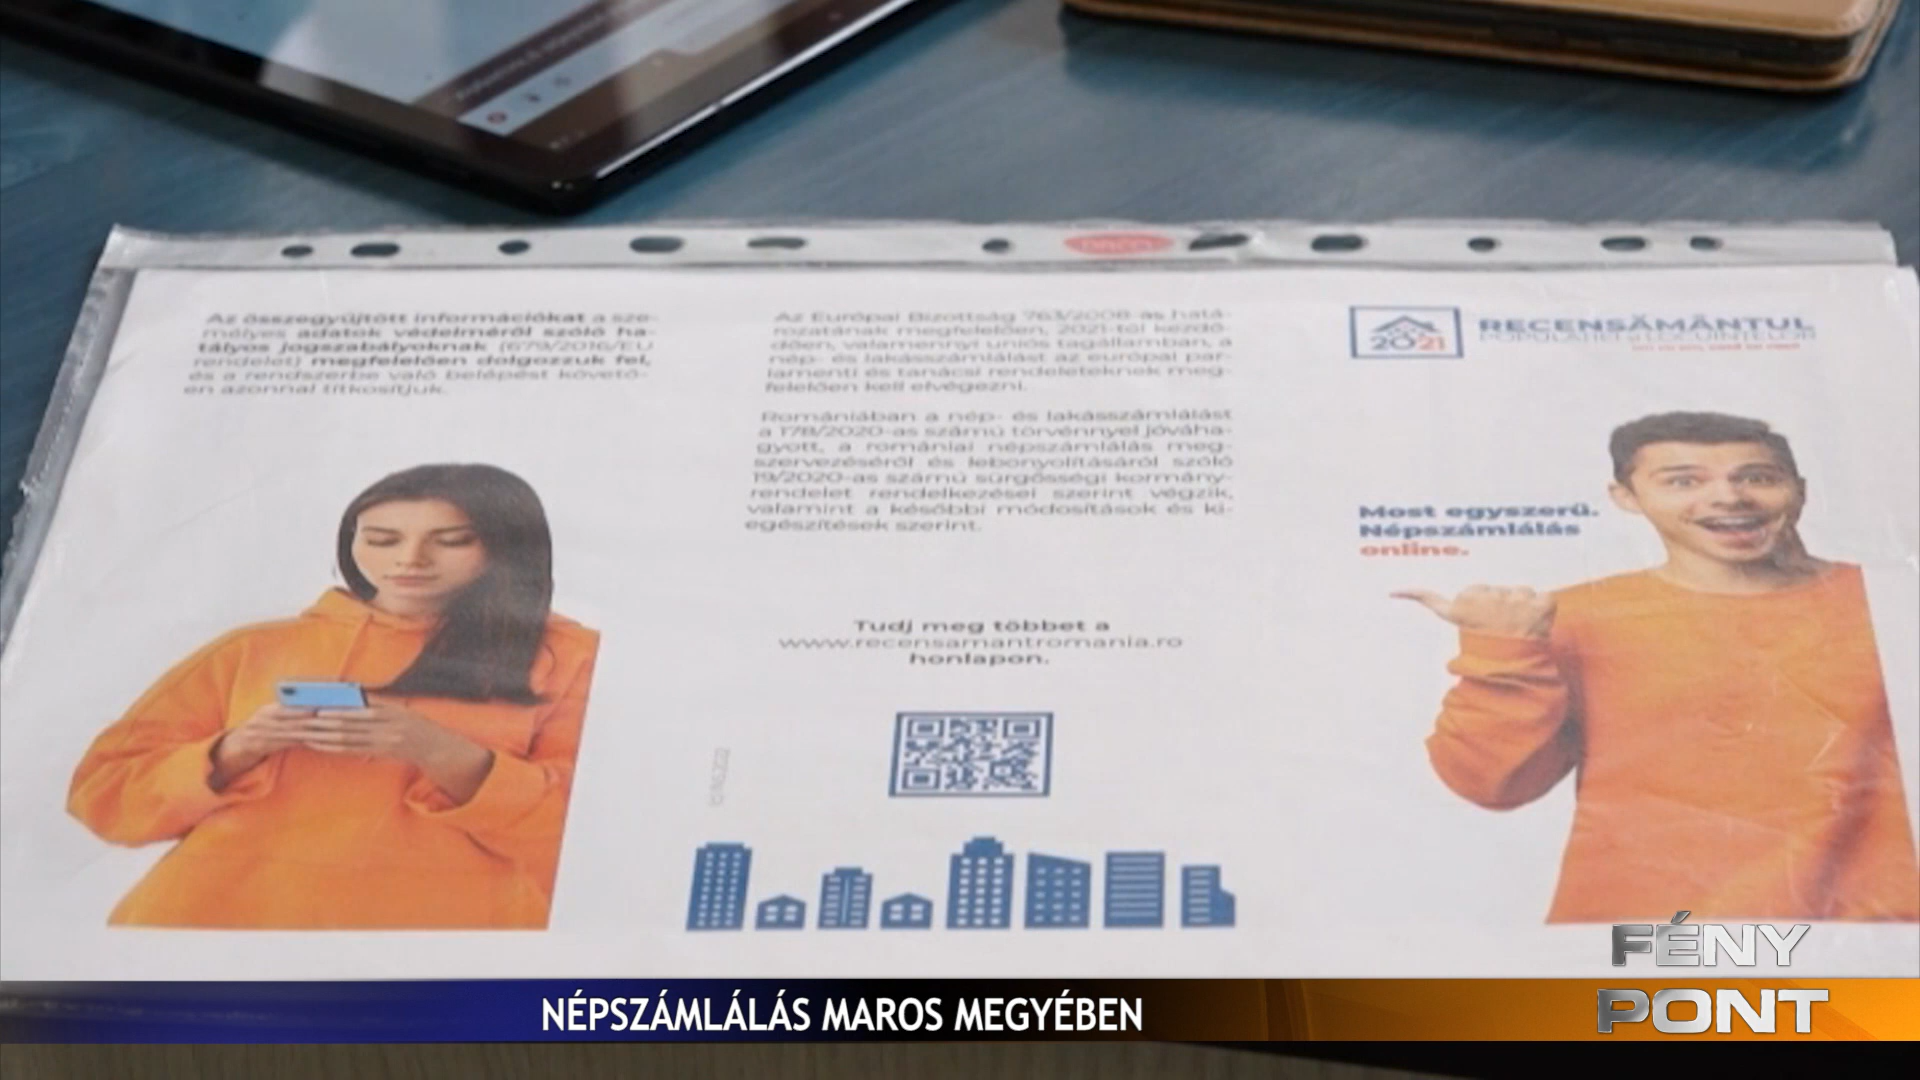 Az összegyűjtött információkat a sze-
mélyes adatok védelméről szóló ha-
tályos jogszabályoknak (679/2016/EU
rendelet) megfelelően dolgozzuk fel,
és a rendszerbe való belépést követő-
en azonnal titkosítjuk.
Az Európai Bizottság 763/2008-as hatá-
rozatának megfelelően, 2021-től kezdő-
dően, valamennyi uniós tagállamban, a
nép- és lakásszámlálást az európai par-
lamenti és tanácsi rendeleteknek meg-
felelően kell elvégezni.
Romániában a nép- és lakásszámlálást
a 178/2020-as számú törvénnyel jóváha-
gyott, a romániai népszámlálás meg-
szervezéséről és lebonyolításáról szóló
19/2020-as számú sürgősségi kormány-
rendelet rendelkezései szerint végzik,
valamint a későbbi módosítások és ki-
egészítések szerint.
Tudj meg többet a
www.recensamantromania.ro
honlapon.
2021
RECENSĂMÂNTUL
POPULAȚIEI și LOCUINȚELOR
Most egyszerű.
Népszámlálás
online.
FÉNY
PONT
NÉPSZÁMLÁLÁS MAROS MEGYÉBEN